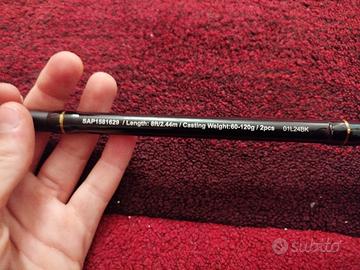 SAP1581629 / Length: 8ft/2.44m / Casting Weight:60-120g / 2pcs 01L24BK
subito